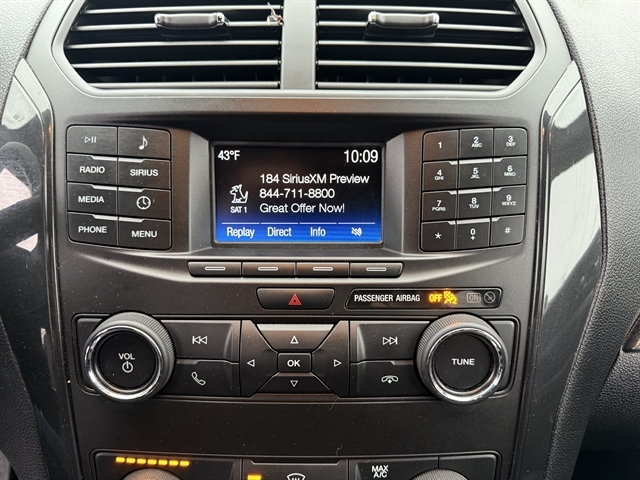 43°F 10:09
184 SiriusXM Preview
844-711-8800
SAT 1 Great Offer Now!
Replay Direct Info
RADIO SIRIUS
MEDIA
PHONE MENU
1 2 ABC 3 DEF
4 GHI 5 JKL 6 MNO
7 PQRS 8 TUV 9 WXYZ
* 0 + #
PASSENGER AIRBAG OFF ON
VOL
OK
TUNE
MAX A/C